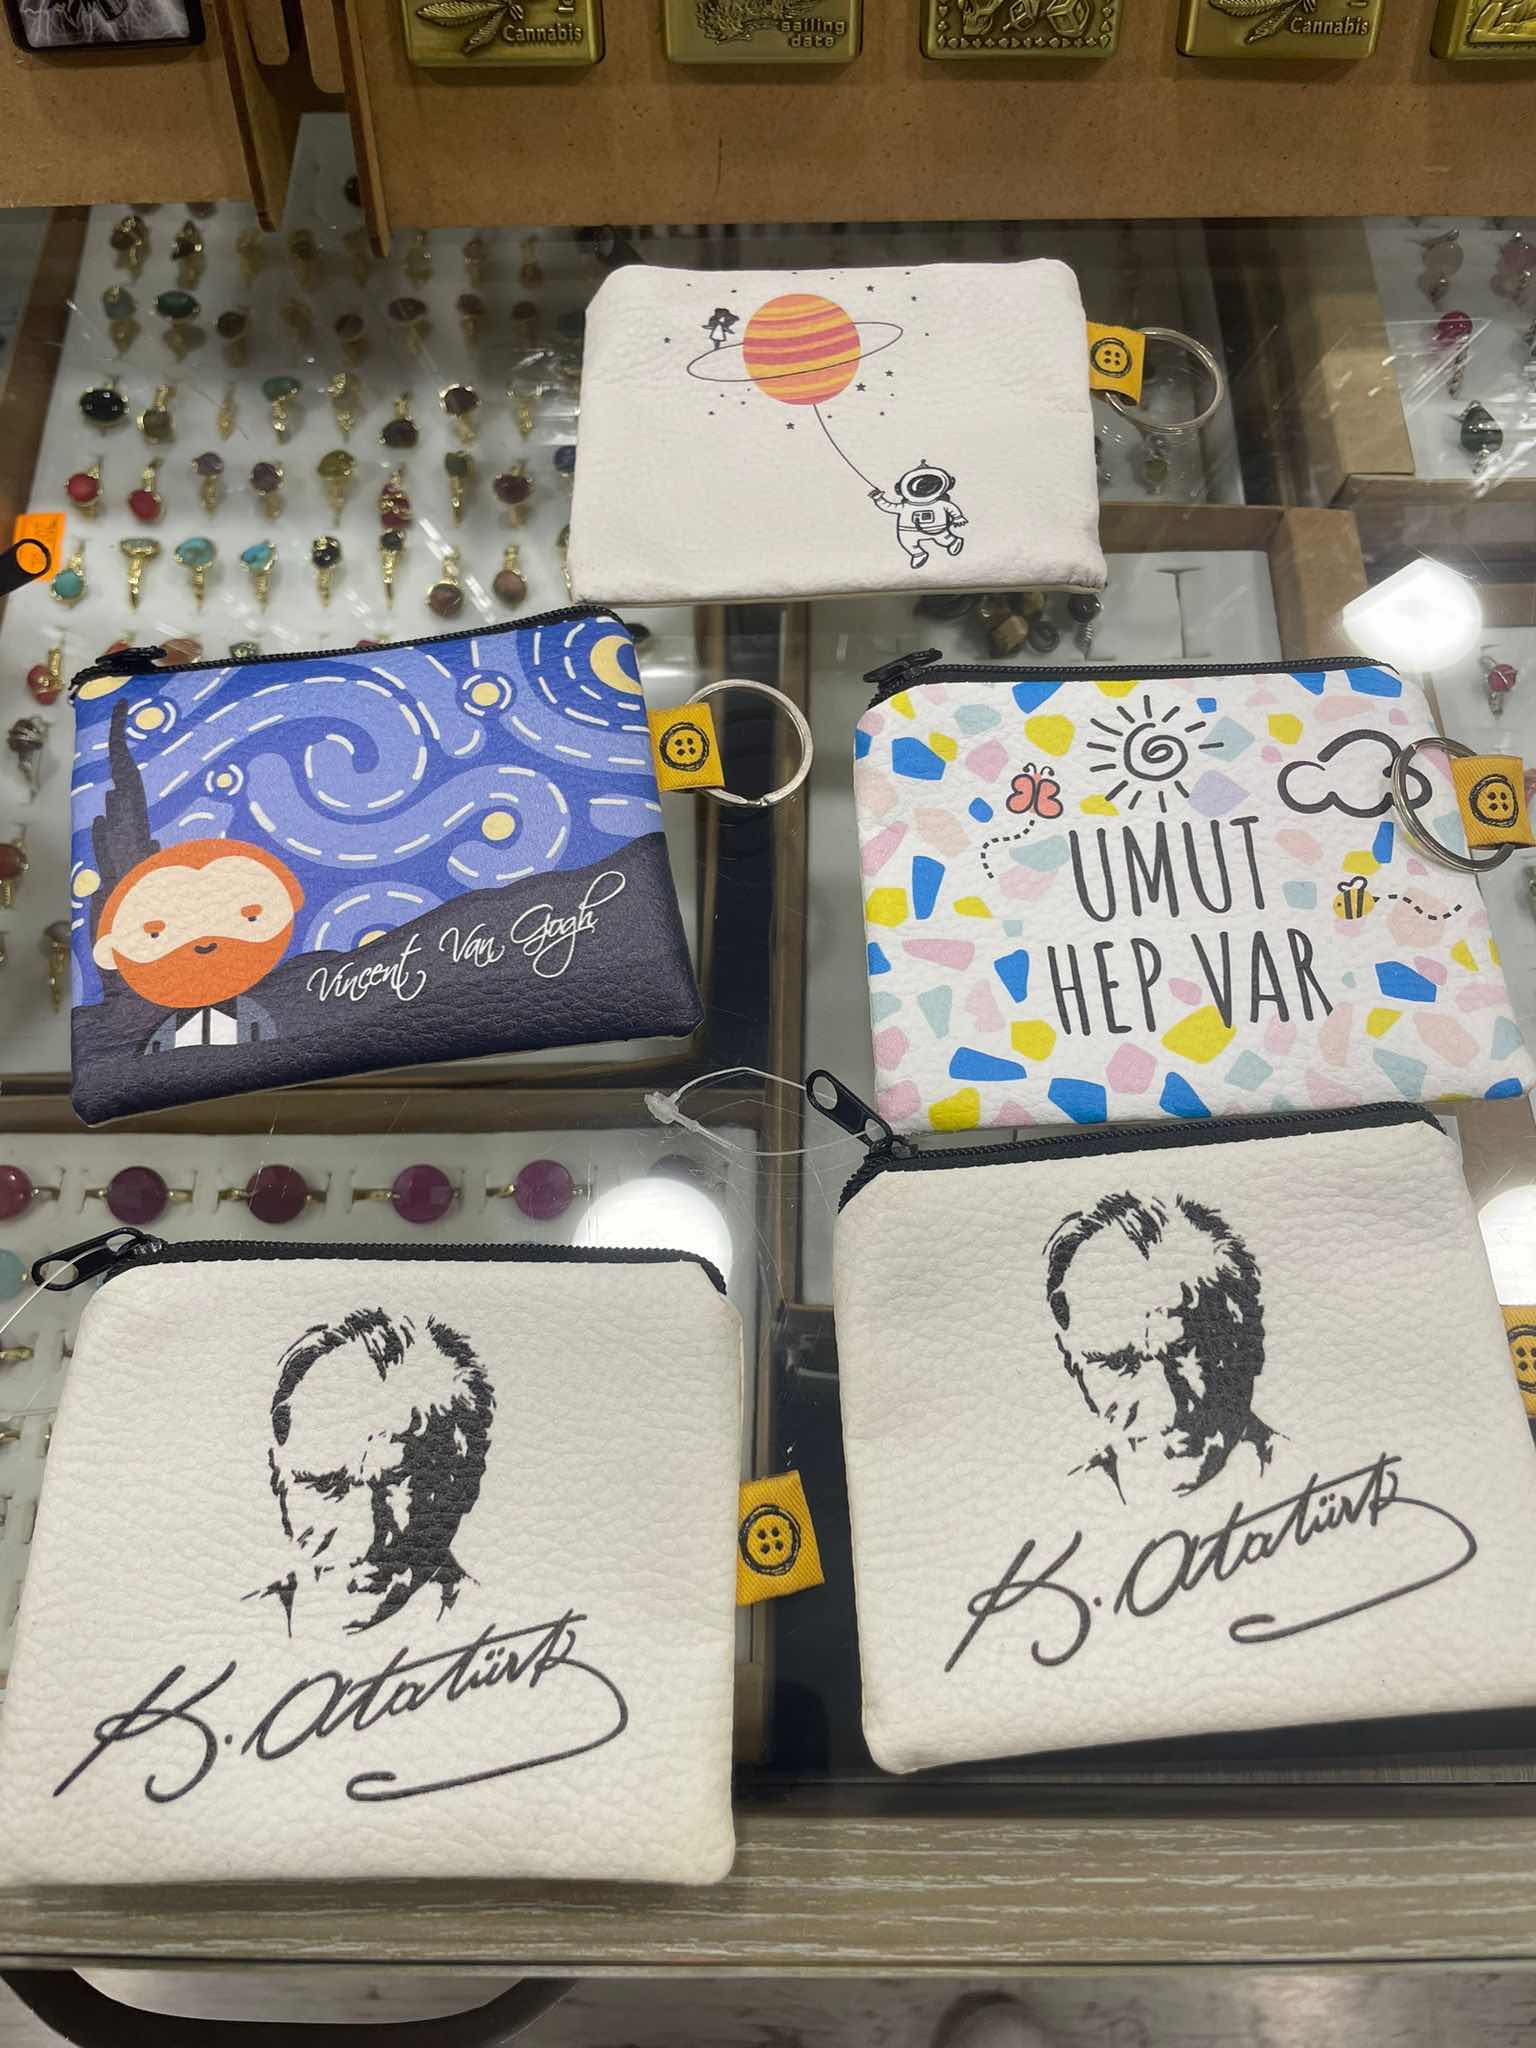 Cannabis
sailing
date
Cannabis
Vincent Van Gogh
UMUT
HEP VAR
K. Atatürk
K. Atatürk